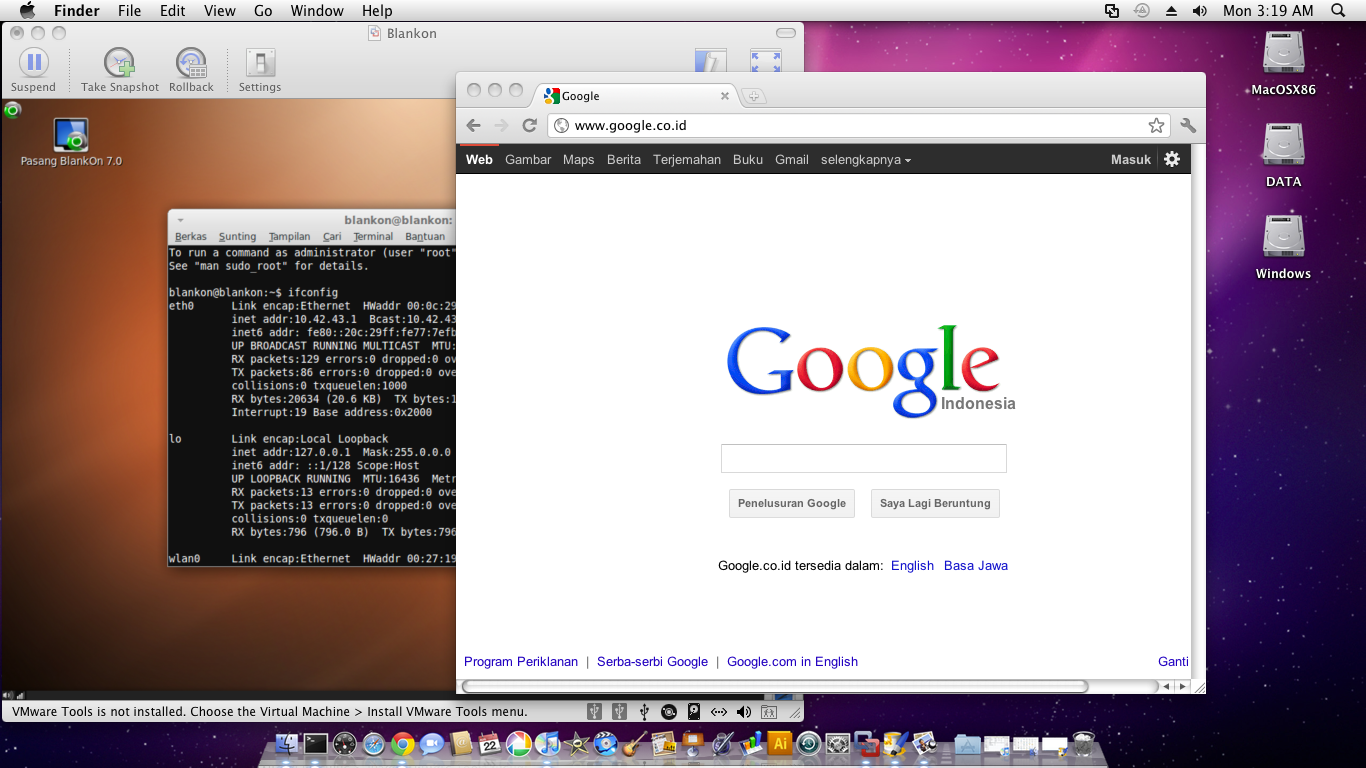 Finder File Edit View Go Window Help Mon 3:19 AM
Blankon
Suspend Take Snapshot Rollback Settings
Pasang BlankOn 7.0
blankon@blankon:
Berkas Sunting Tampilan Cari Terminal Bantuan
To run a command as administrator (user "root"
See "man sudo_root" for details.
blankon@blankon:~$ ifconfig
eth0 Link encap:Ethernet HWaddr 00:0c:29
inet addr:10.42.43.1 Bcast:10.42.43
inet6 addr: fe80::20c:29ff:fe77:7efb
UP BROADCAST RUNNING MULTICAST MTU:
RX packets:129 errors:0 dropped:0 ove
TX packets:86 errors:0 dropped:0 over
collisions:0 txqueuelen:1000
RX bytes:20634 (20.6 KB) TX bytes:1
Interrupt:19 Base address:0x2000
lo Link encap:Local Loopback
inet addr:127.0.0.1 Mask:255.0.0.0
inet6 addr: ::1/128 Scope:Host
UP LOOPBACK RUNNING MTU:16436 Metr
RX packets:13 errors:0 dropped:0 over
TX packets:13 errors:0 dropped:0 over
collisions:0 txqueuelen:0
RX bytes:796 (796.0 B) TX bytes:796
wlan0 Link encap:Ethernet HWaddr 00:27:19
VMware Tools is not installed. Choose the Virtual Machine > Install VMware Tools menu.
Google
www.google.co.id
Web Gambar Maps Berita Terjemahan Buku Gmail selengkapnya Masuk
Google
Indonesia
Penelusuran Google Saya Lagi Beruntung
Google.co.id tersedia dalam: English Basa Jawa
Program Periklanan | Serba-serbi Google | Google.com in English Ganti
MacOSX86
DATA
Windows
22
Ai